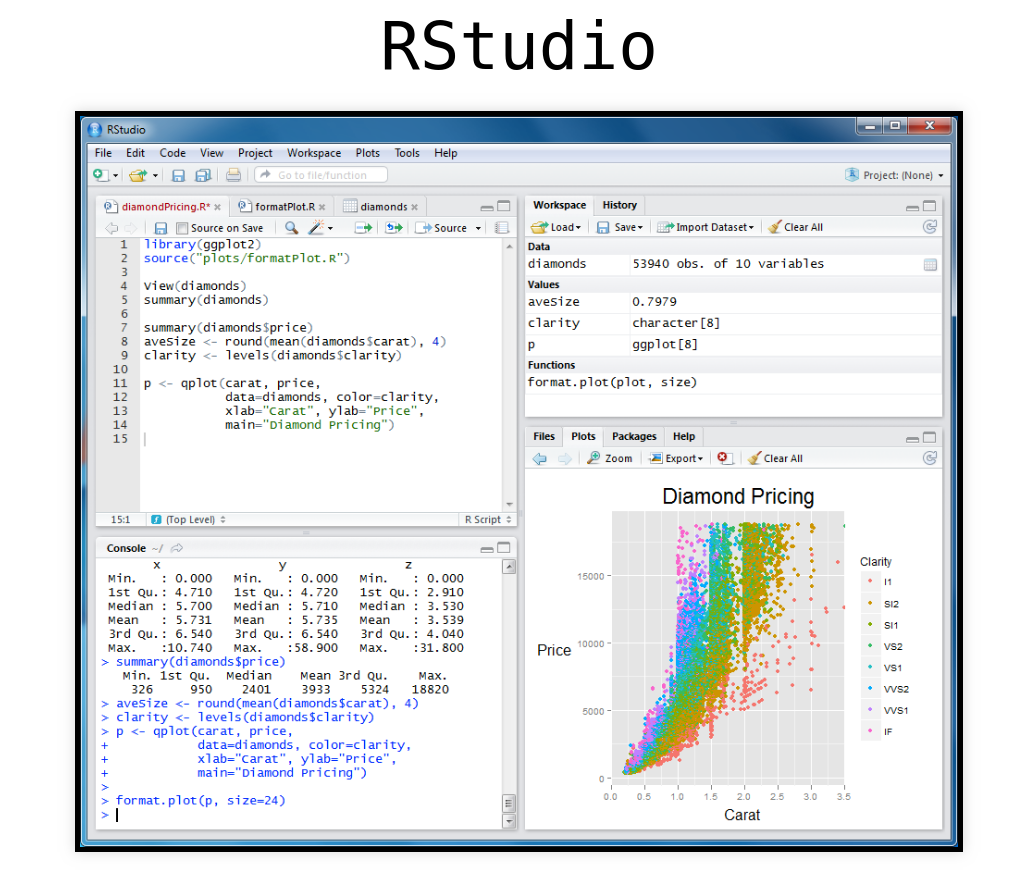 RStudio
RStudio
File Edit Code View Project Workspace Plots Tools Help
Go to file/function
Project: (None)
diamondPricing.R* formatPlot.R diamonds
Source on Save Source
1 library(ggplot2)
2 source("plots/formatPlot.R")
3
4 View(diamonds)
5 summary(diamonds)
6
7 summary(diamonds$price)
8 aveSize <- round(mean(diamonds$carat), 4)
9 clarity <- levels(diamonds$clarity)
10
11 p <- qplot(carat, price,
12 data=diamonds, color=clarity,
13 xlab="Carat", ylab="Price",
14 main="Diamond Pricing")
15
15:1 (Top Level) R Script
Console ~/
x y z
Min. : 0.000 Min. : 0.000 Min. : 0.000
1st Qu.: 4.710 1st Qu.: 4.720 1st Qu.: 2.910
Median : 5.700 Median : 5.710 Median : 3.530
Mean : 5.731 Mean : 5.735 Mean : 3.539
3rd Qu.: 6.540 3rd Qu.: 6.540 3rd Qu.: 4.040
Max. :10.740 Max. :58.900 Max. :31.800
> summary(diamonds$price)
Min. 1st Qu. Median Mean 3rd Qu. Max.
326 950 2401 3933 5324 18820
> aveSize <- round(mean(diamonds$carat), 4)
> clarity <- levels(diamonds$clarity)
> p <- qplot(carat, price,
+ data=diamonds, color=clarity,
+ xlab="Carat", ylab="Price",
+ main="Diamond Pricing")
>
> format.plot(p, size=24)
>
Workspace History
Load Save Import Dataset Clear All
Data
diamonds 53940 obs. of 10 variables
Values
aveSize 0.7979
clarity character[8]
p ggplot[8]
Functions
format.plot(plot, size)
Files Plots Packages Help
Zoom Export Clear All
Diamond Pricing
Price
15000
10000
5000
0
0.0 0.5 1.0 1.5 2.0 2.5 3.0 3.5
Carat
Clarity
I1
SI2
SI1
VS2
VS1
VVS2
VVS1
IF